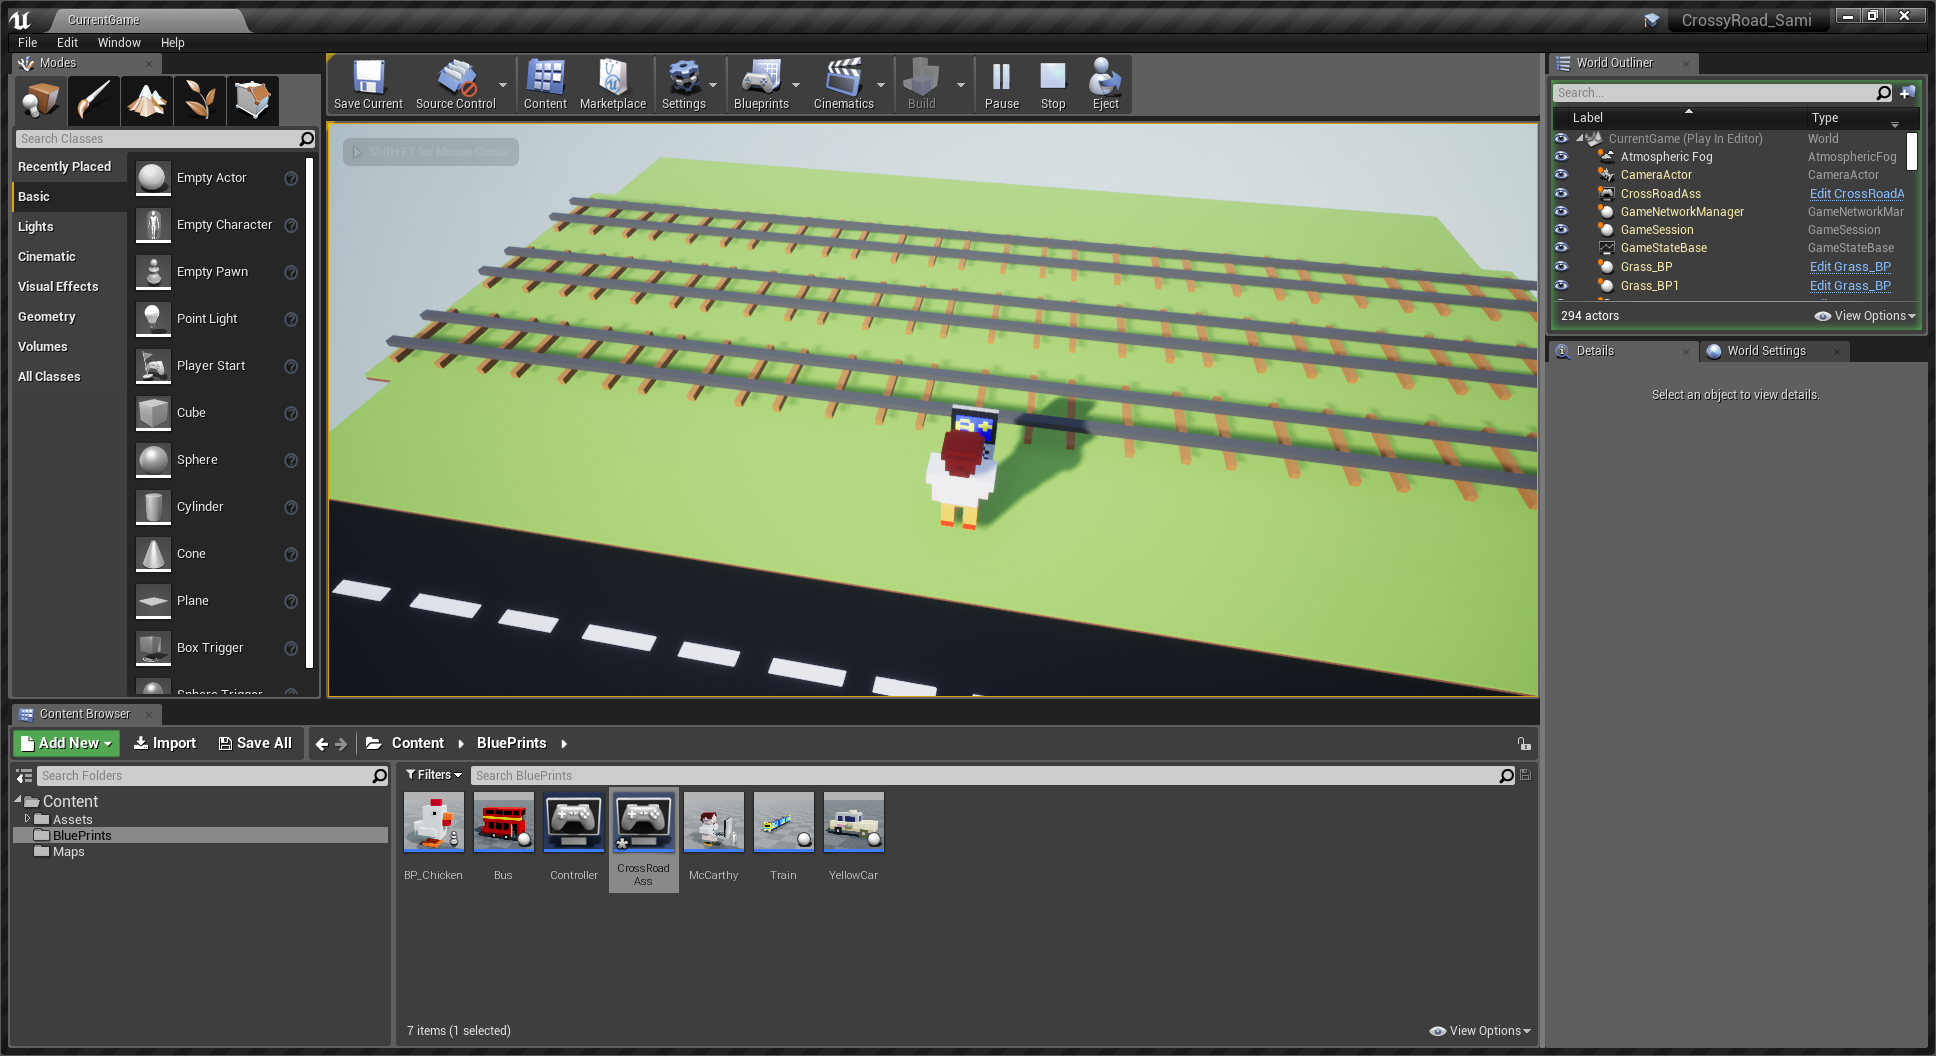 CurrentGame
CrossyRoad_Sami
File Edit Window Help
Modes
Save Current
Source Control
Content
Marketplace
Settings
Blueprints
Cinematics
Build
Pause
Stop
Eject
Search Classes
Recently Placed
Basic
Lights
Cinematic
Visual Effects
Geometry
Volumes
All Classes
Empty Actor
Empty Character
Empty Pawn
Point Light
Player Start
Cube
Sphere
Cylinder
Cone
Plane
Box Trigger
Sphere Trigger
Shift+F1 for Mouse Cursor
World Outliner
Search...
Label Type
CurrentGame (Play In Editor) World
Atmospheric Fog AtmosphericFog
CameraActor CameraActor
CrossRoadAss Edit CrossRoadA
GameNetworkManager GameNetworkMar
GameSession GameSession
GameStateBase GameStateBase
Grass_BP Edit Grass_BP
Grass_BP1 Edit Grass_BP
294 actors View Options
Details
World Settings
Select an object to view details.
Content Browser
Add New Import Save All Content BluePrints
Search Folders
Content
Assets
BluePrints
Maps
Filters Search BluePrints
BP_Chicken
Bus
Controller
CrossRoad
Ass
McCarthy
Train
YellowCar
7 items (1 selected) View Options